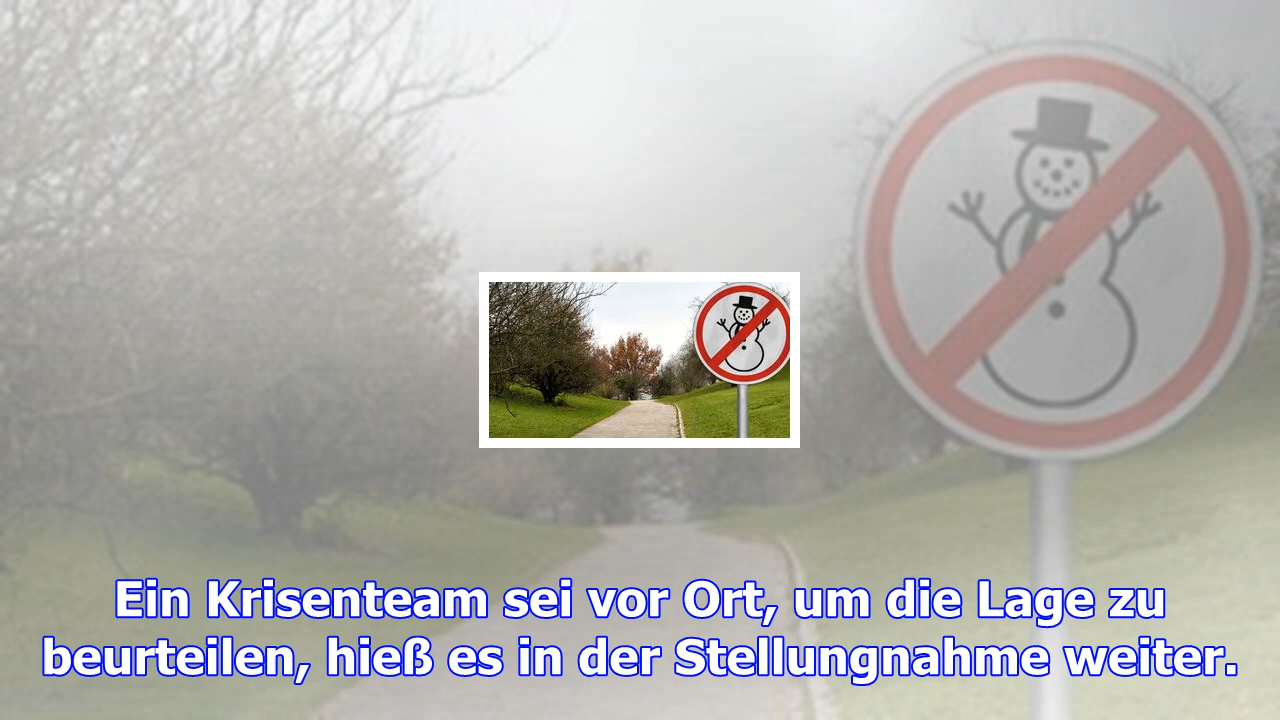 Ein Krisenteam sei vor Ort, um die Lage zu
beurteilen, hieß es in der Stellungnahme weiter.